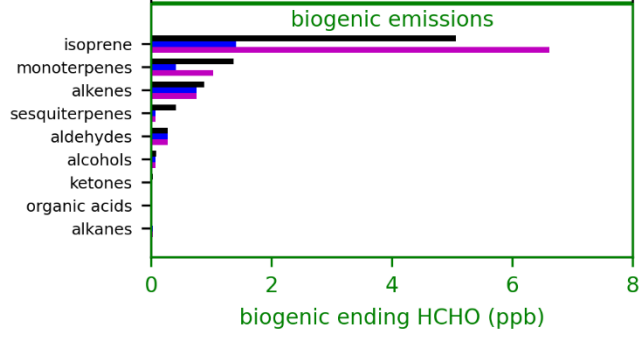 biogenic emissions
isoprene
monoterpenes
alkenes
sesquiterpenes
aldehydes
alcohols
ketones
organic acids
alkanes
0 2 4 6 8
biogenic ending HCHO (ppb)